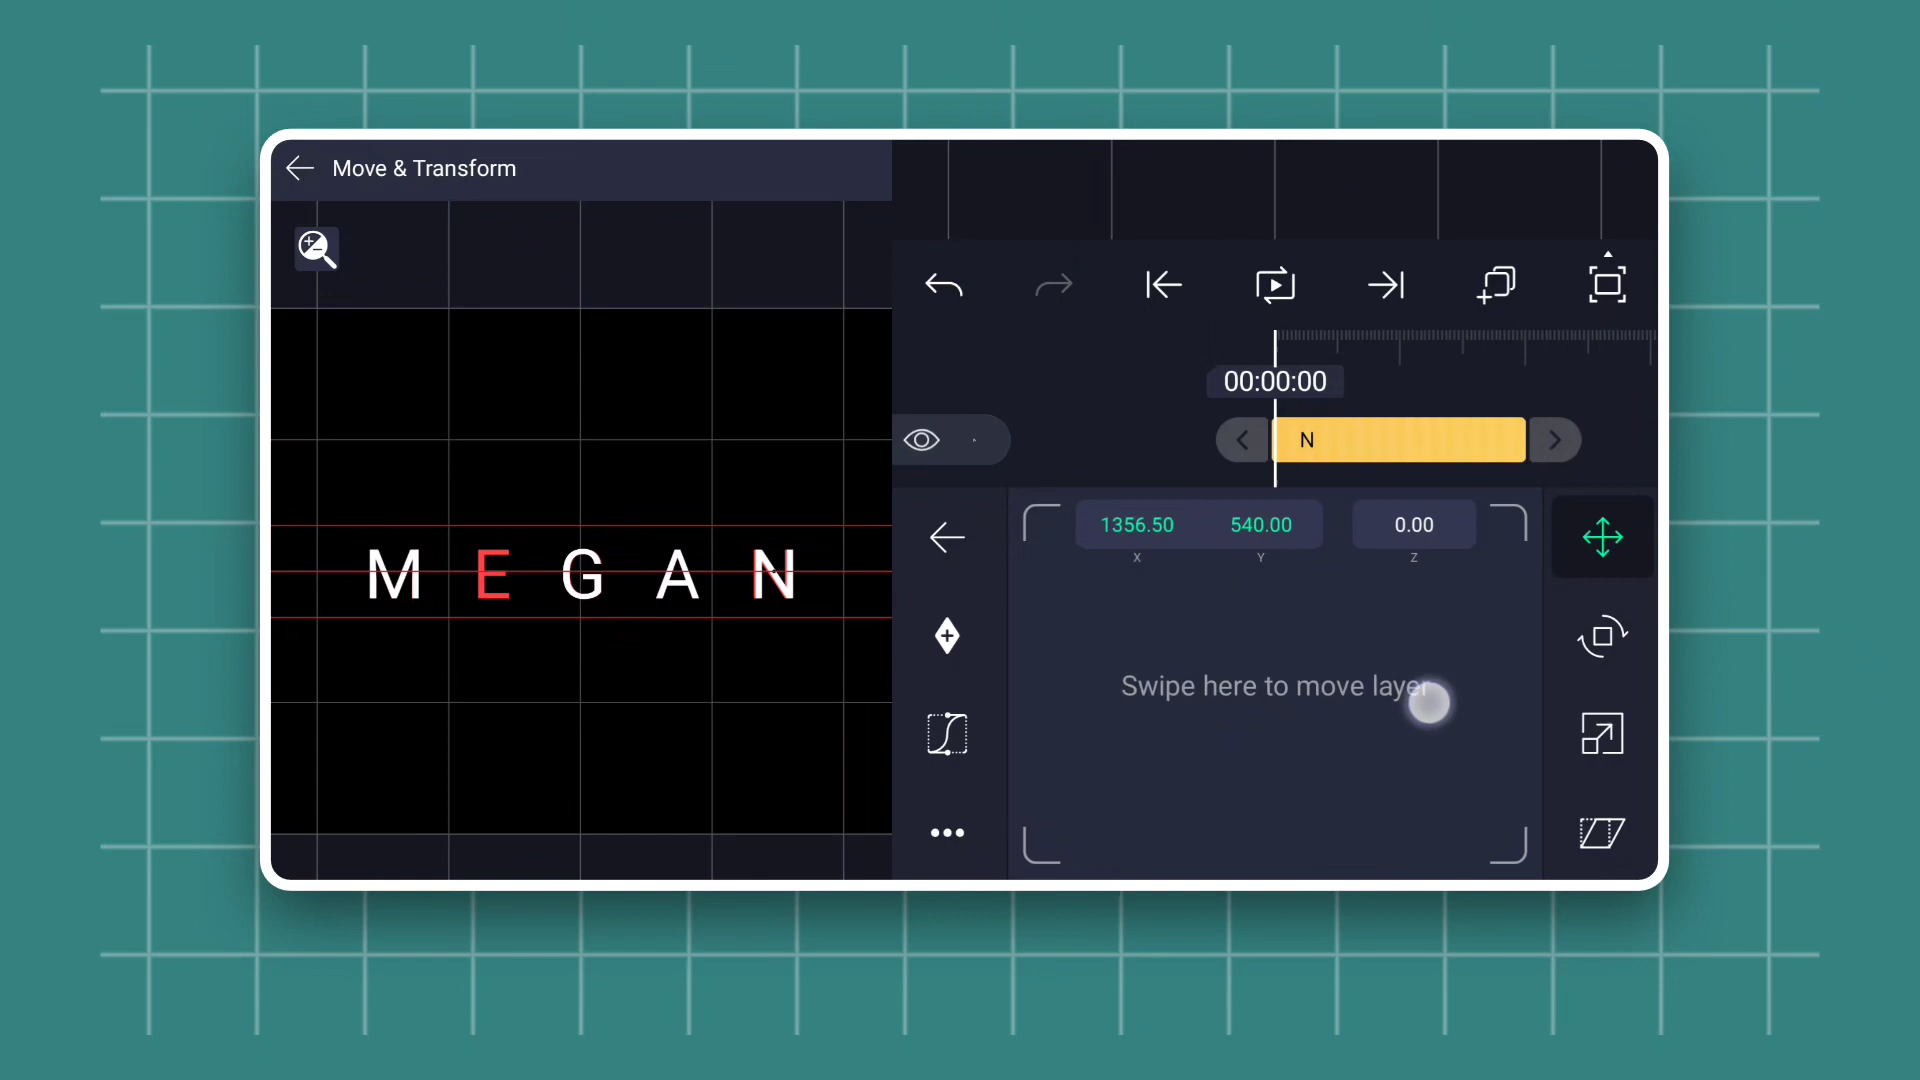 Move & Transform
M E G A N
00:00:00
N
1356.50 540.00 0.00
X Y Z
Swipe here to move layer